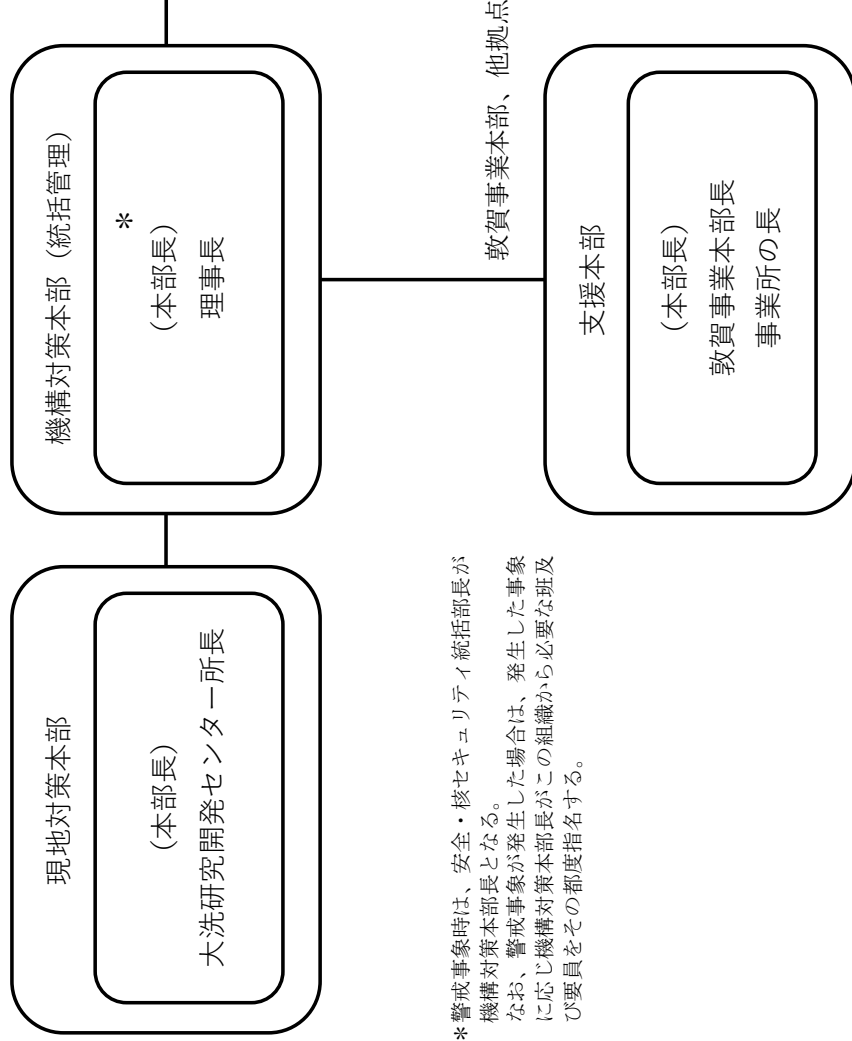 現地対策本部
(本部長)
大洗研究開発センター所長
機構対策本部(統括管理)
*
(本部長)
理事長
敦賀事業本部、他拠点
支援本部
(本部長)
敦賀事業本部長
事業所の長
*警戒事象時は、安全・核セキュリティ統括部長が
機構対策本部長となる。
なお、警戒事象が発生した場合は、発生した事象
に応じ機構対策本部長がこの組織から必要な班及
び要員をその都度指名する。